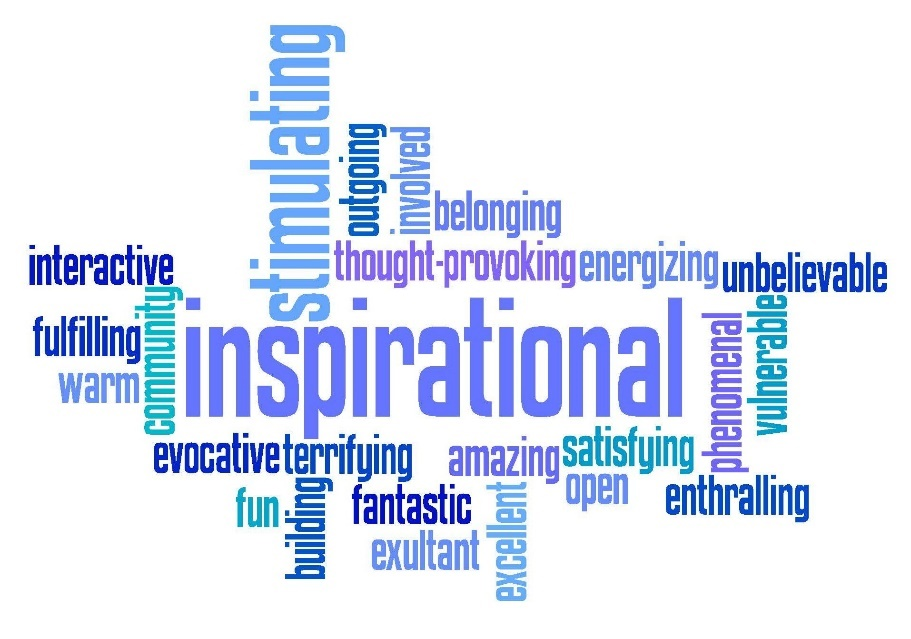 stimulating
outgoing
involved
belonging
interactive
thought-provoking
energizing
unbelievable
fulfilling
community
inspirational
phenomenal
vulnerable
warm
evocative
terrifying
amazing
satisfying
fun
building
fantastic
excellent
open
enthralling
exultant